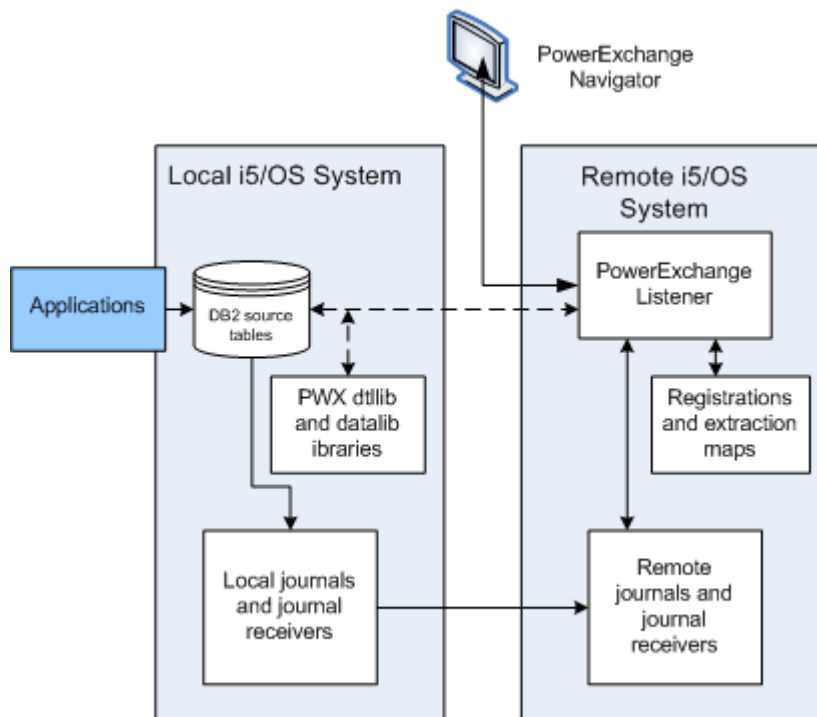 PowerExchange
Navigator
Local i5/OS System
Remote i5/OS
System
Applications
DB2 source
tables
PowerExchange
Listener
PWX dtllib
and datalib
ibraries
Registrations
and extraction
maps
Local journals
and journal
receivers
Remote
journals and
journal
receivers